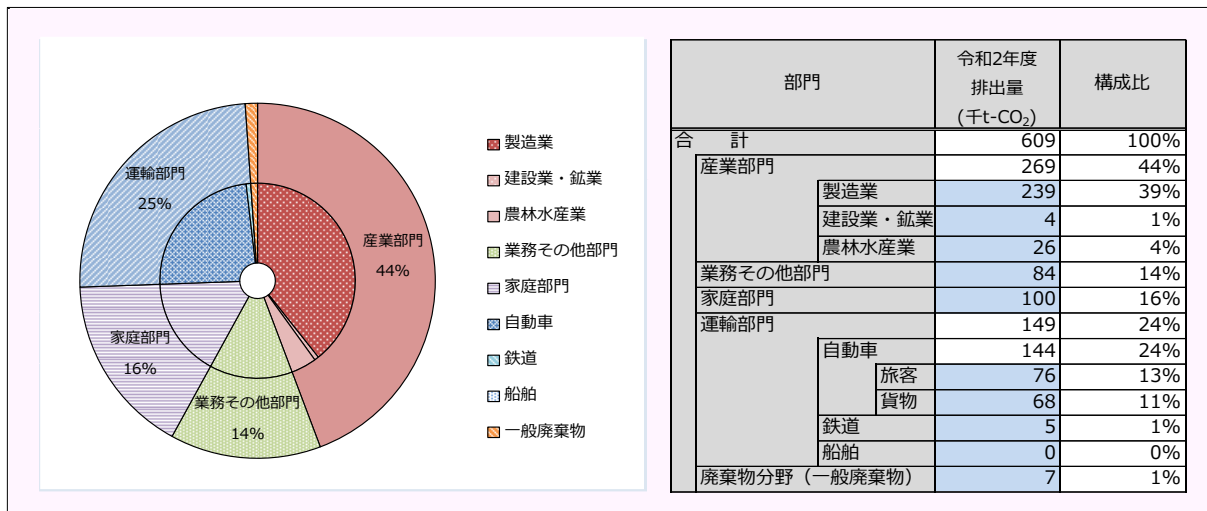 運輸部門
25%
産業部門
44%
家庭部門
16%
業務その他部門
14%
製造業
建設業・鉱業
農林水産業
業務その他部門
家庭部門
自動車
鉄道
船舶
一般廃棄物
部門 令和2年度 排出量 (千t-CO₂) 構成比
合 計 609 100%
産業部門 269 44%
製造業 239 39%
建設業・鉱業 4 1%
農林水産業 26 4%
業務その他部門 84 14%
家庭部門 100 16%
運輸部門 149 24%
自動車 144 24%
旅客 76 13%
貨物 68 11%
鉄道 5 1%
船舶 0 0%
廃棄物分野(一般廃棄物) 7 1%